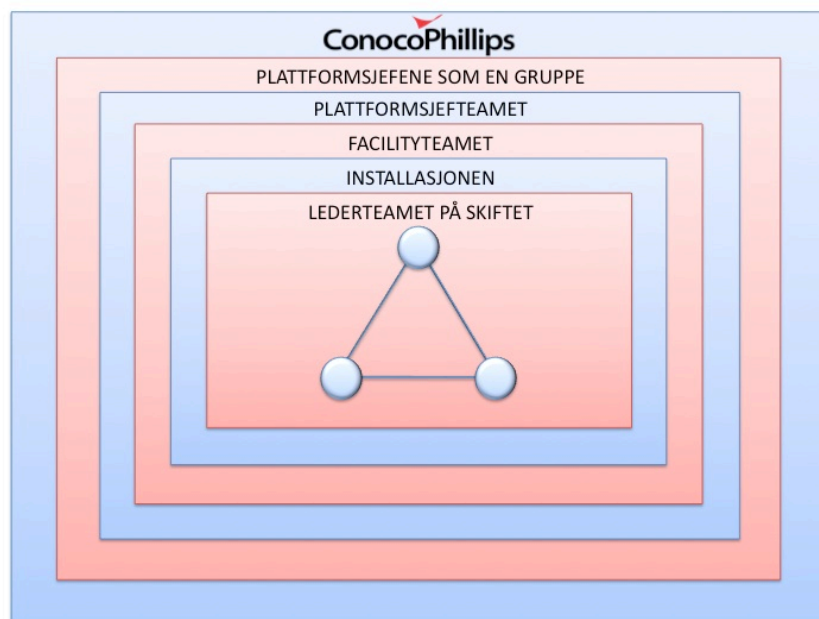 ConocoPhillips
PLATTFORMSJEFENE SOM EN GRUPPE
PLATTFORMSJEFTEAMET
FACILITYTEAMET
INSTALLASJONEN
LEDERTEAMET PÅ SKIFTET